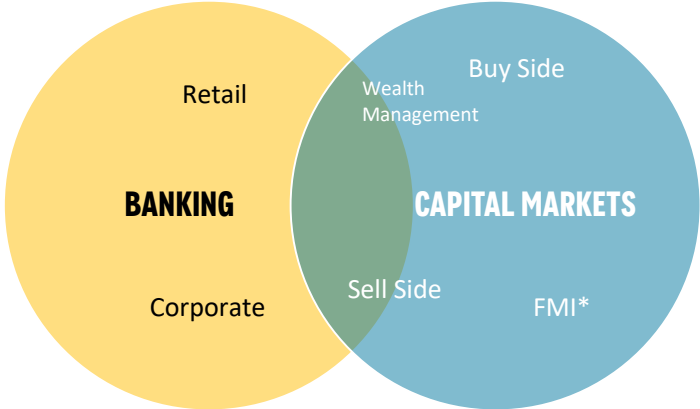 Retail
BANKING
Corporate
Wealth
Management
Sell Side
Buy Side
CAPITAL MARKETS
FMI*